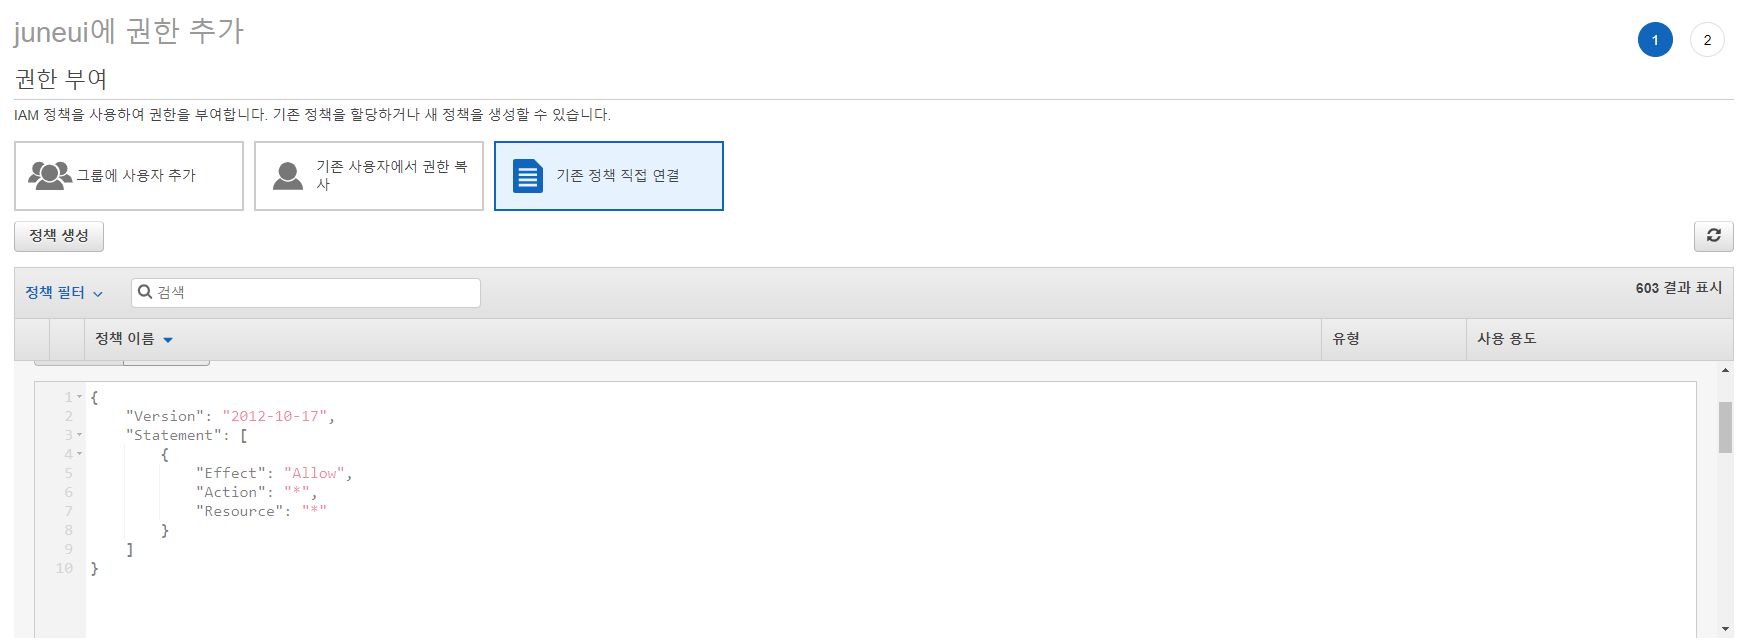 juneui에 권한 추가
1
2
권한 부여
IAM 정책을 사용하여 권한을 부여합니다. 기존 정책을 할당하거나 새 정책을 생성할 수 있습니다.
그룹에 사용자 추가
기존 사용자에서 권한 복
사
기존 정책 직접 연결
정책 생성
정책 필터
검색
603 결과 표시
정책 이름
유형
사용 용도
1 {
2 "Version": "2012-10-17",
3 "Statement": [
4 {
5 "Effect": "Allow",
6 "Action": "*",
7 "Resource": "*"
8 }
9 ]
10 }